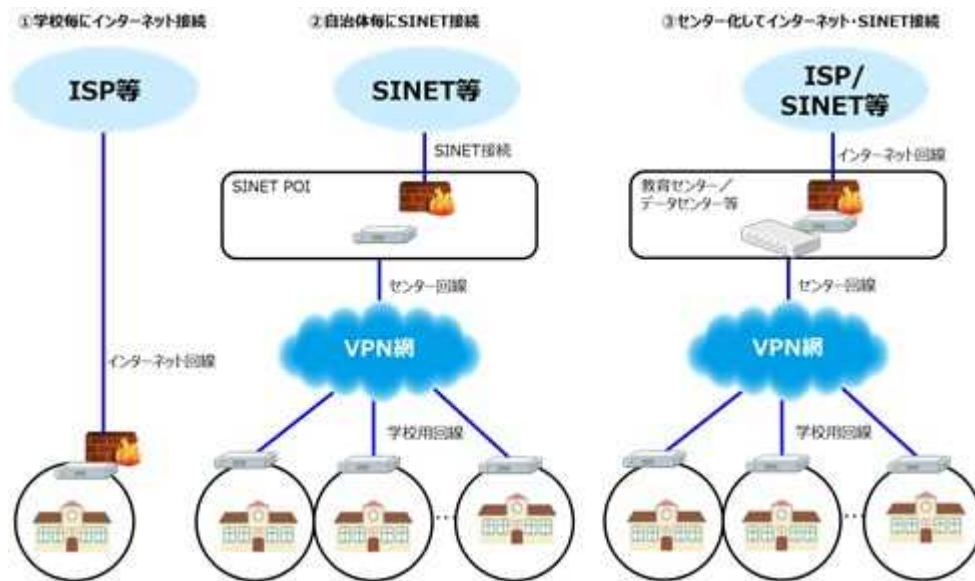 ①学校毎にインターネット接続
②自治体毎にSINET接続
③センター化してインターネット・SINET接続
ISP等
SINET等
ISP/
SINET等
SINET接続
インターネット回線
SINET POI
教育センター／
データセンター等
センター回線
センター回線
VPN網
VPN網
インターネット回線
学校用回線
学校用回線
…
…